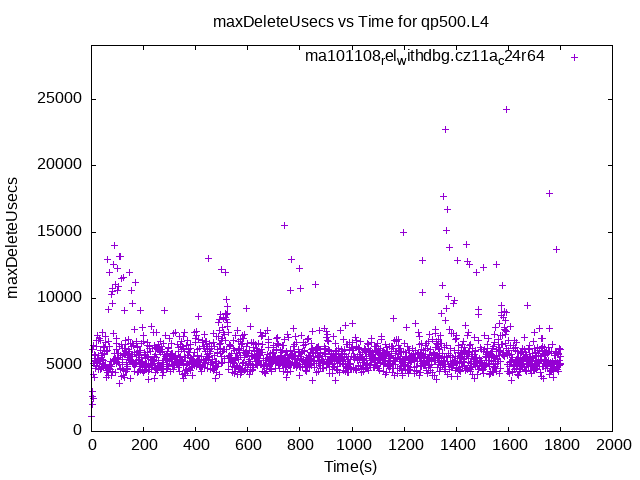 maxDeleteUsecs vs Time for qp500.L4
ma101108_rel_withdbg.cz11a_c24r64
25000
20000
15000
10000
5000
0
maxDeleteUsecs
0 200 400 600 800 1000 1200 1400 1600 1800 2000
Time(s)